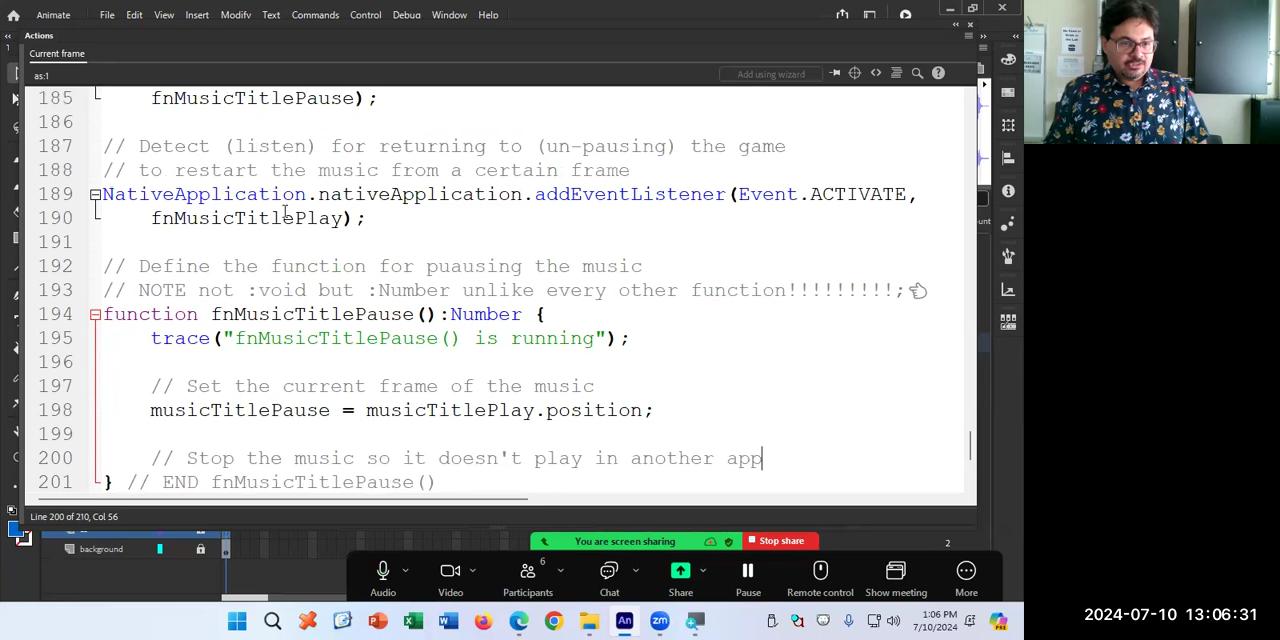 Animate File Edit View Insert Modify Text Commands Control Debug Window Help
Actions
Current frame
as:1
Add using wizard
185 fnMusicTitlePause);
186
187 // Detect (listen) for returning to (un-pausing) the game
188 // to restart the music from a certain frame
189 NativeApplication.nativeApplication.addEventListener(Event.ACTIVATE,
190 fnMusicTitlePlay);
191
192 // Define the function for puausing the music
193 // NOTE not :void but :Number unlike every other function!!!!!!!!!;
194 function fnMusicTitlePause():Number {
195 trace("fnMusicTitlePause() is running");
196
197 // Set the current frame of the music
198 musicTitlePause = musicTitlePlay.position;
199
200 // Stop the music so it doesn't play in another app
201 } // END fnMusicTitlePause()
Line 200 of 210, Col 56
background
You are screen sharing
Stop share
2
6
Audio Video Participants Chat Share Pause Remote control Show meeting More
1:06 PM
7/10/2024
2024-07-10 13:06:31